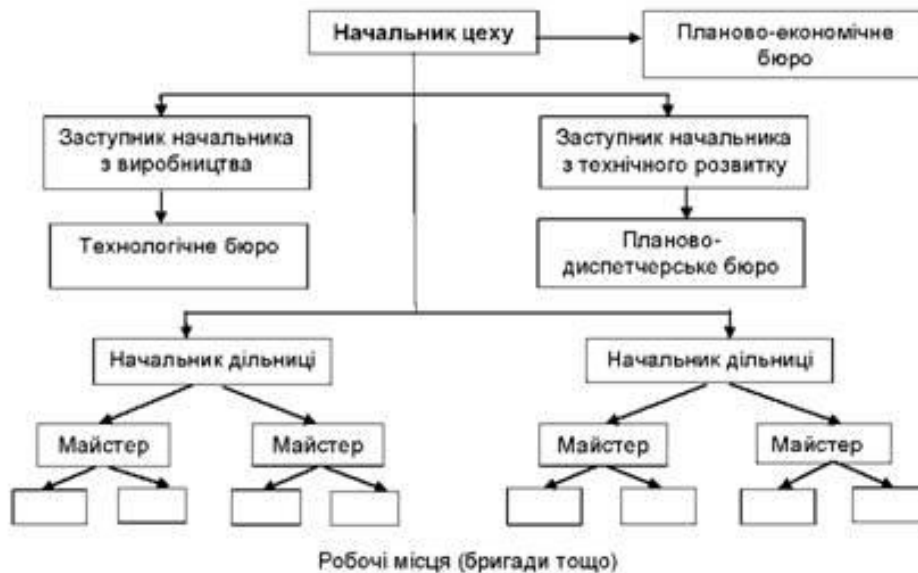 Начальник цеху
Планово-економічне
бюро
Заступник начальника
з виробництва
Заступник начальника
з технічного розвитку
Технологічне бюро
Планово-
диспетчерське бюро
Начальник дільниці
Начальник дільниці
Майстер
Майстер
Майстер
Майстер
Робочі місця (бригади тощо)